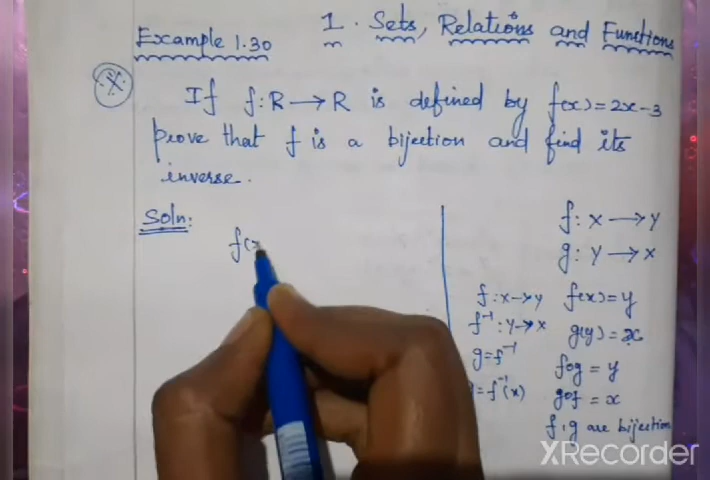 1. Sets, Relations and Functions
Example 1.30
If f: R → R is defined by f(x) = 2x - 3
prove that f is a bijection and find its
inverse.
Soln:
f(x
f: X → Y
g: Y → X
f: X → Y f(x) = y
f⁻¹: Y → X g(y) = x
g = f⁻¹ fog = y
= f⁻¹(x) gof = x
f, g are bijection
XRecorder